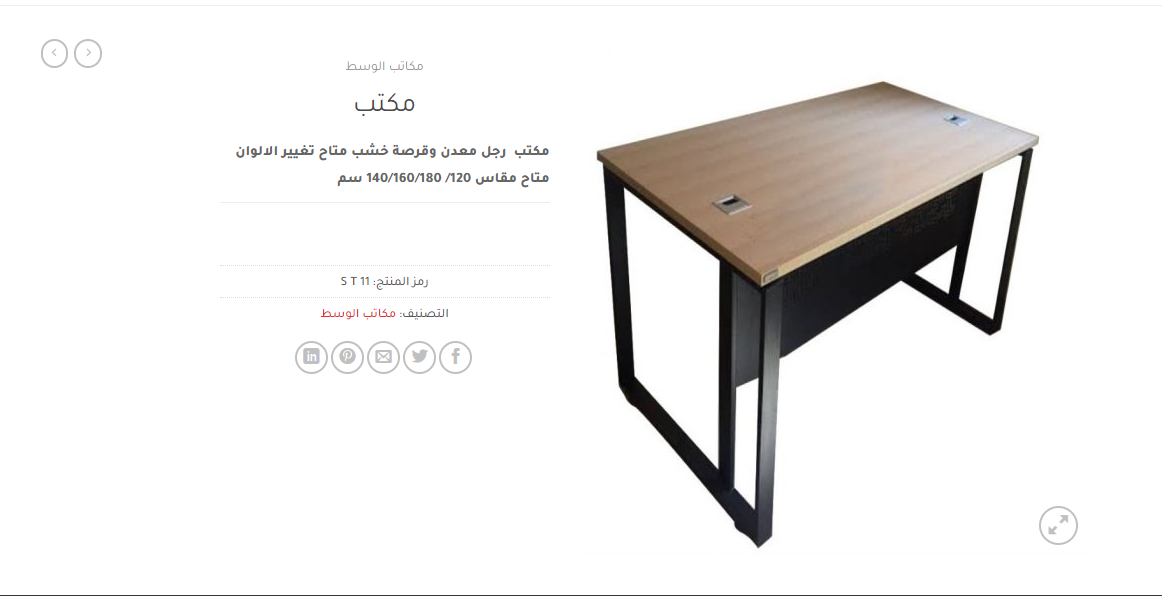 مكاتب الوسط
مكتب
مكتب رجل معدن وقرصة خشب متاح تغيير الالوان
متاح مقاس 120/ 140/160/180 سم
رمز المنتج: S T 11
التصنيف: مكاتب الوسط